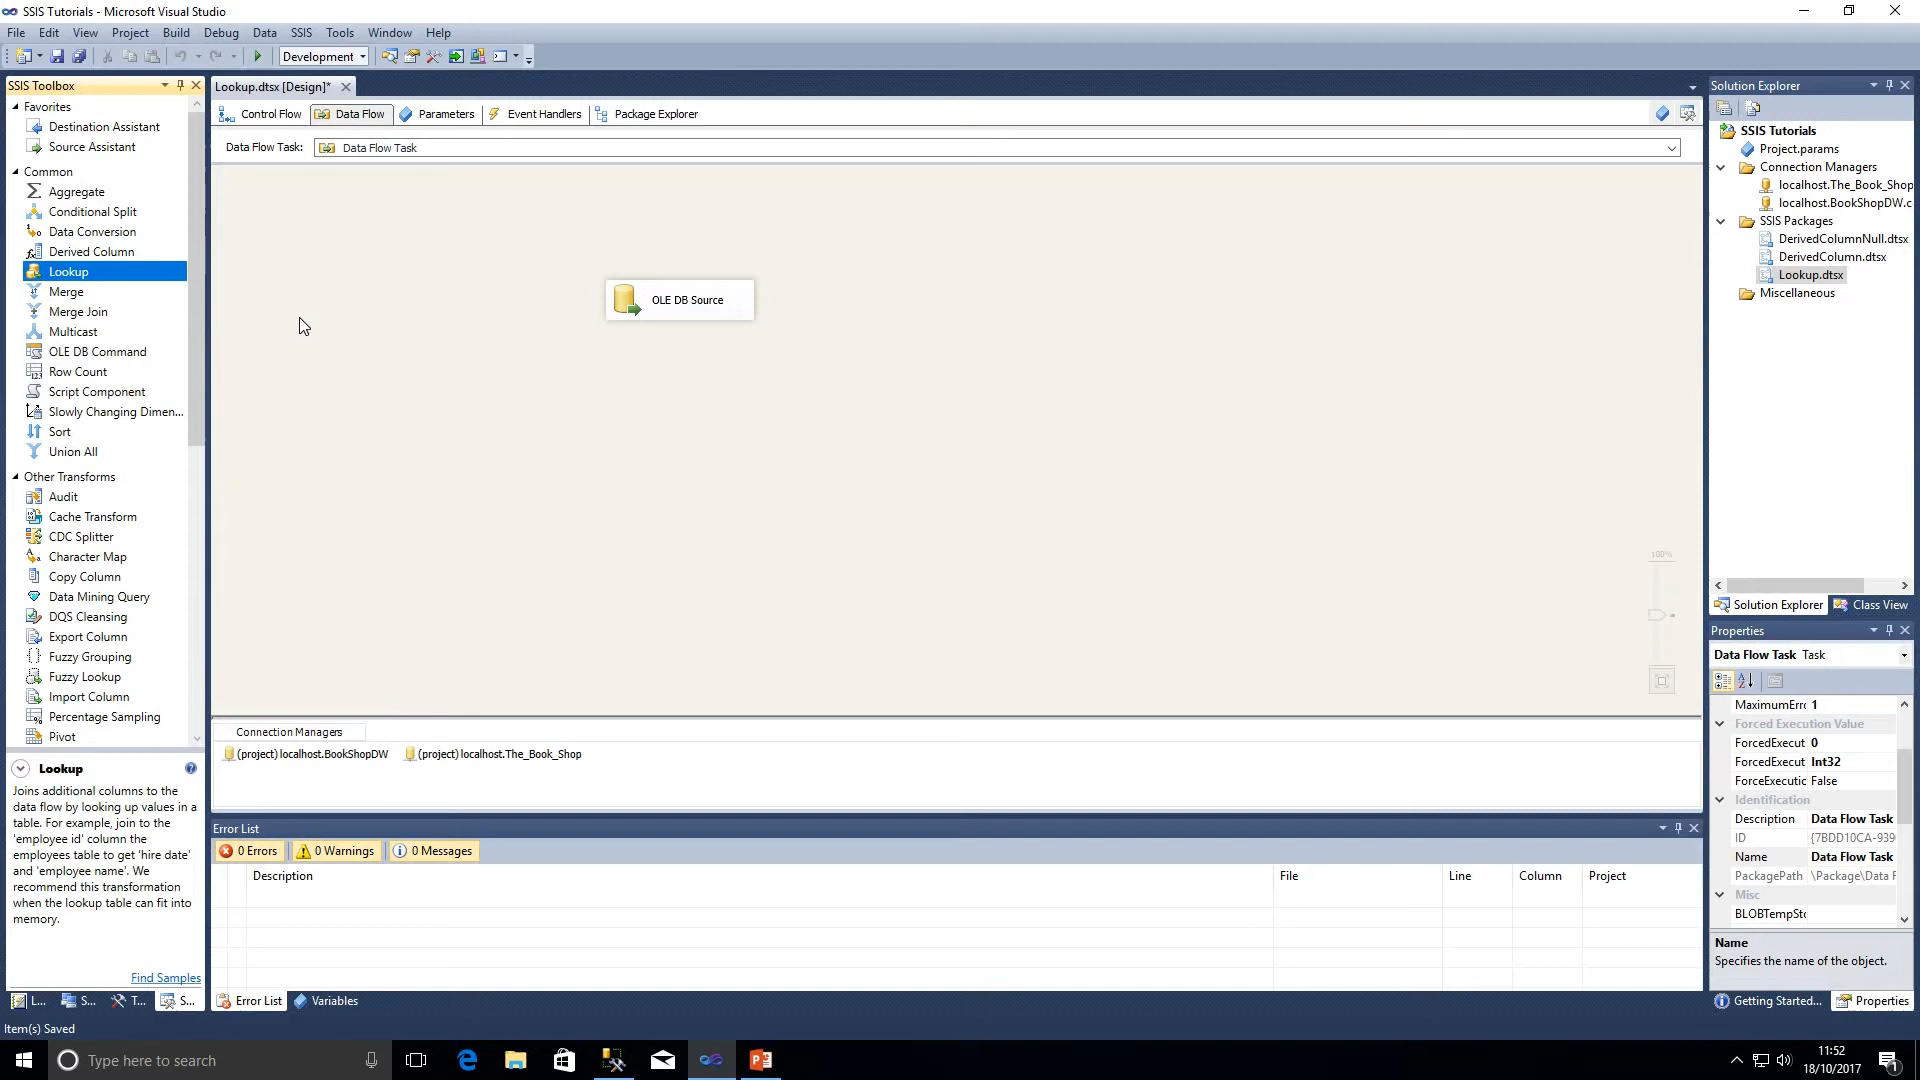 SSIS Tutorials - Microsoft Visual Studio
File Edit View Project Build Debug Data SSIS Tools Window Help
Development
SSIS Toolbox
Favorites
Destination Assistant
Source Assistant
Common
Aggregate
Conditional Split
Data Conversion
Derived Column
Lookup
Merge
Merge Join
Multicast
OLE DB Command
Row Count
Script Component
Slowly Changing Dimen...
Sort
Union All
Other Transforms
Audit
Cache Transform
CDC Splitter
Character Map
Copy Column
Data Mining Query
DQS Cleansing
Export Column
Fuzzy Grouping
Fuzzy Lookup
Import Column
Percentage Sampling
Pivot
Lookup
Joins additional columns to the
data flow by looking up values in a
table. For example, join to the
'employee id' column the
employees table to get 'hire date'
and 'employee name'. We
recommend this transformation
when the lookup table can fit into
memory.
Find Samples
L... S... T... S...
Lookup.dtsx [Design]*
Control Flow Data Flow Parameters Event Handlers Package Explorer
Data Flow Task: Data Flow Task
OLE DB Source
100%
Connection Managers
(project) localhost.BookShopDW (project) localhost.The_Book_Shop
Error List
0 Errors 0 Warnings 0 Messages
Description File Line Column Project
Error List Variables
Solution Explorer
SSIS Tutorials
Project.params
Connection Managers
localhost.The_Book_Shop
localhost.BookShopDW.c
SSIS Packages
DerivedColumnNull.dtsx
DerivedColumn.dtsx
Lookup.dtsx
Miscellaneous
Solution Explorer Class View
Properties
Data Flow Task Task
MaximumErrc 1
Forced Execution Value
ForcedExecut 0
ForcedExecut Int32
ForceExecutic False
Identification
Description Data Flow Task
ID {7BDD10CA-939
Name Data Flow Task
PackagePath \Package\Data F
Misc
BLOBTempSto
Name
Specifies the name of the object.
Getting Started... Properties
Item(s) Saved
Type here to search
11:52
18/10/2017
1